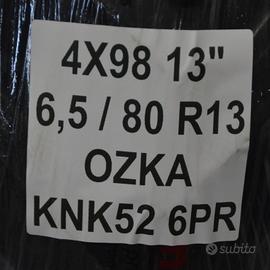 4X98 13"
6,5 / 80 R13
OZKA
KNK52 6PR
subito